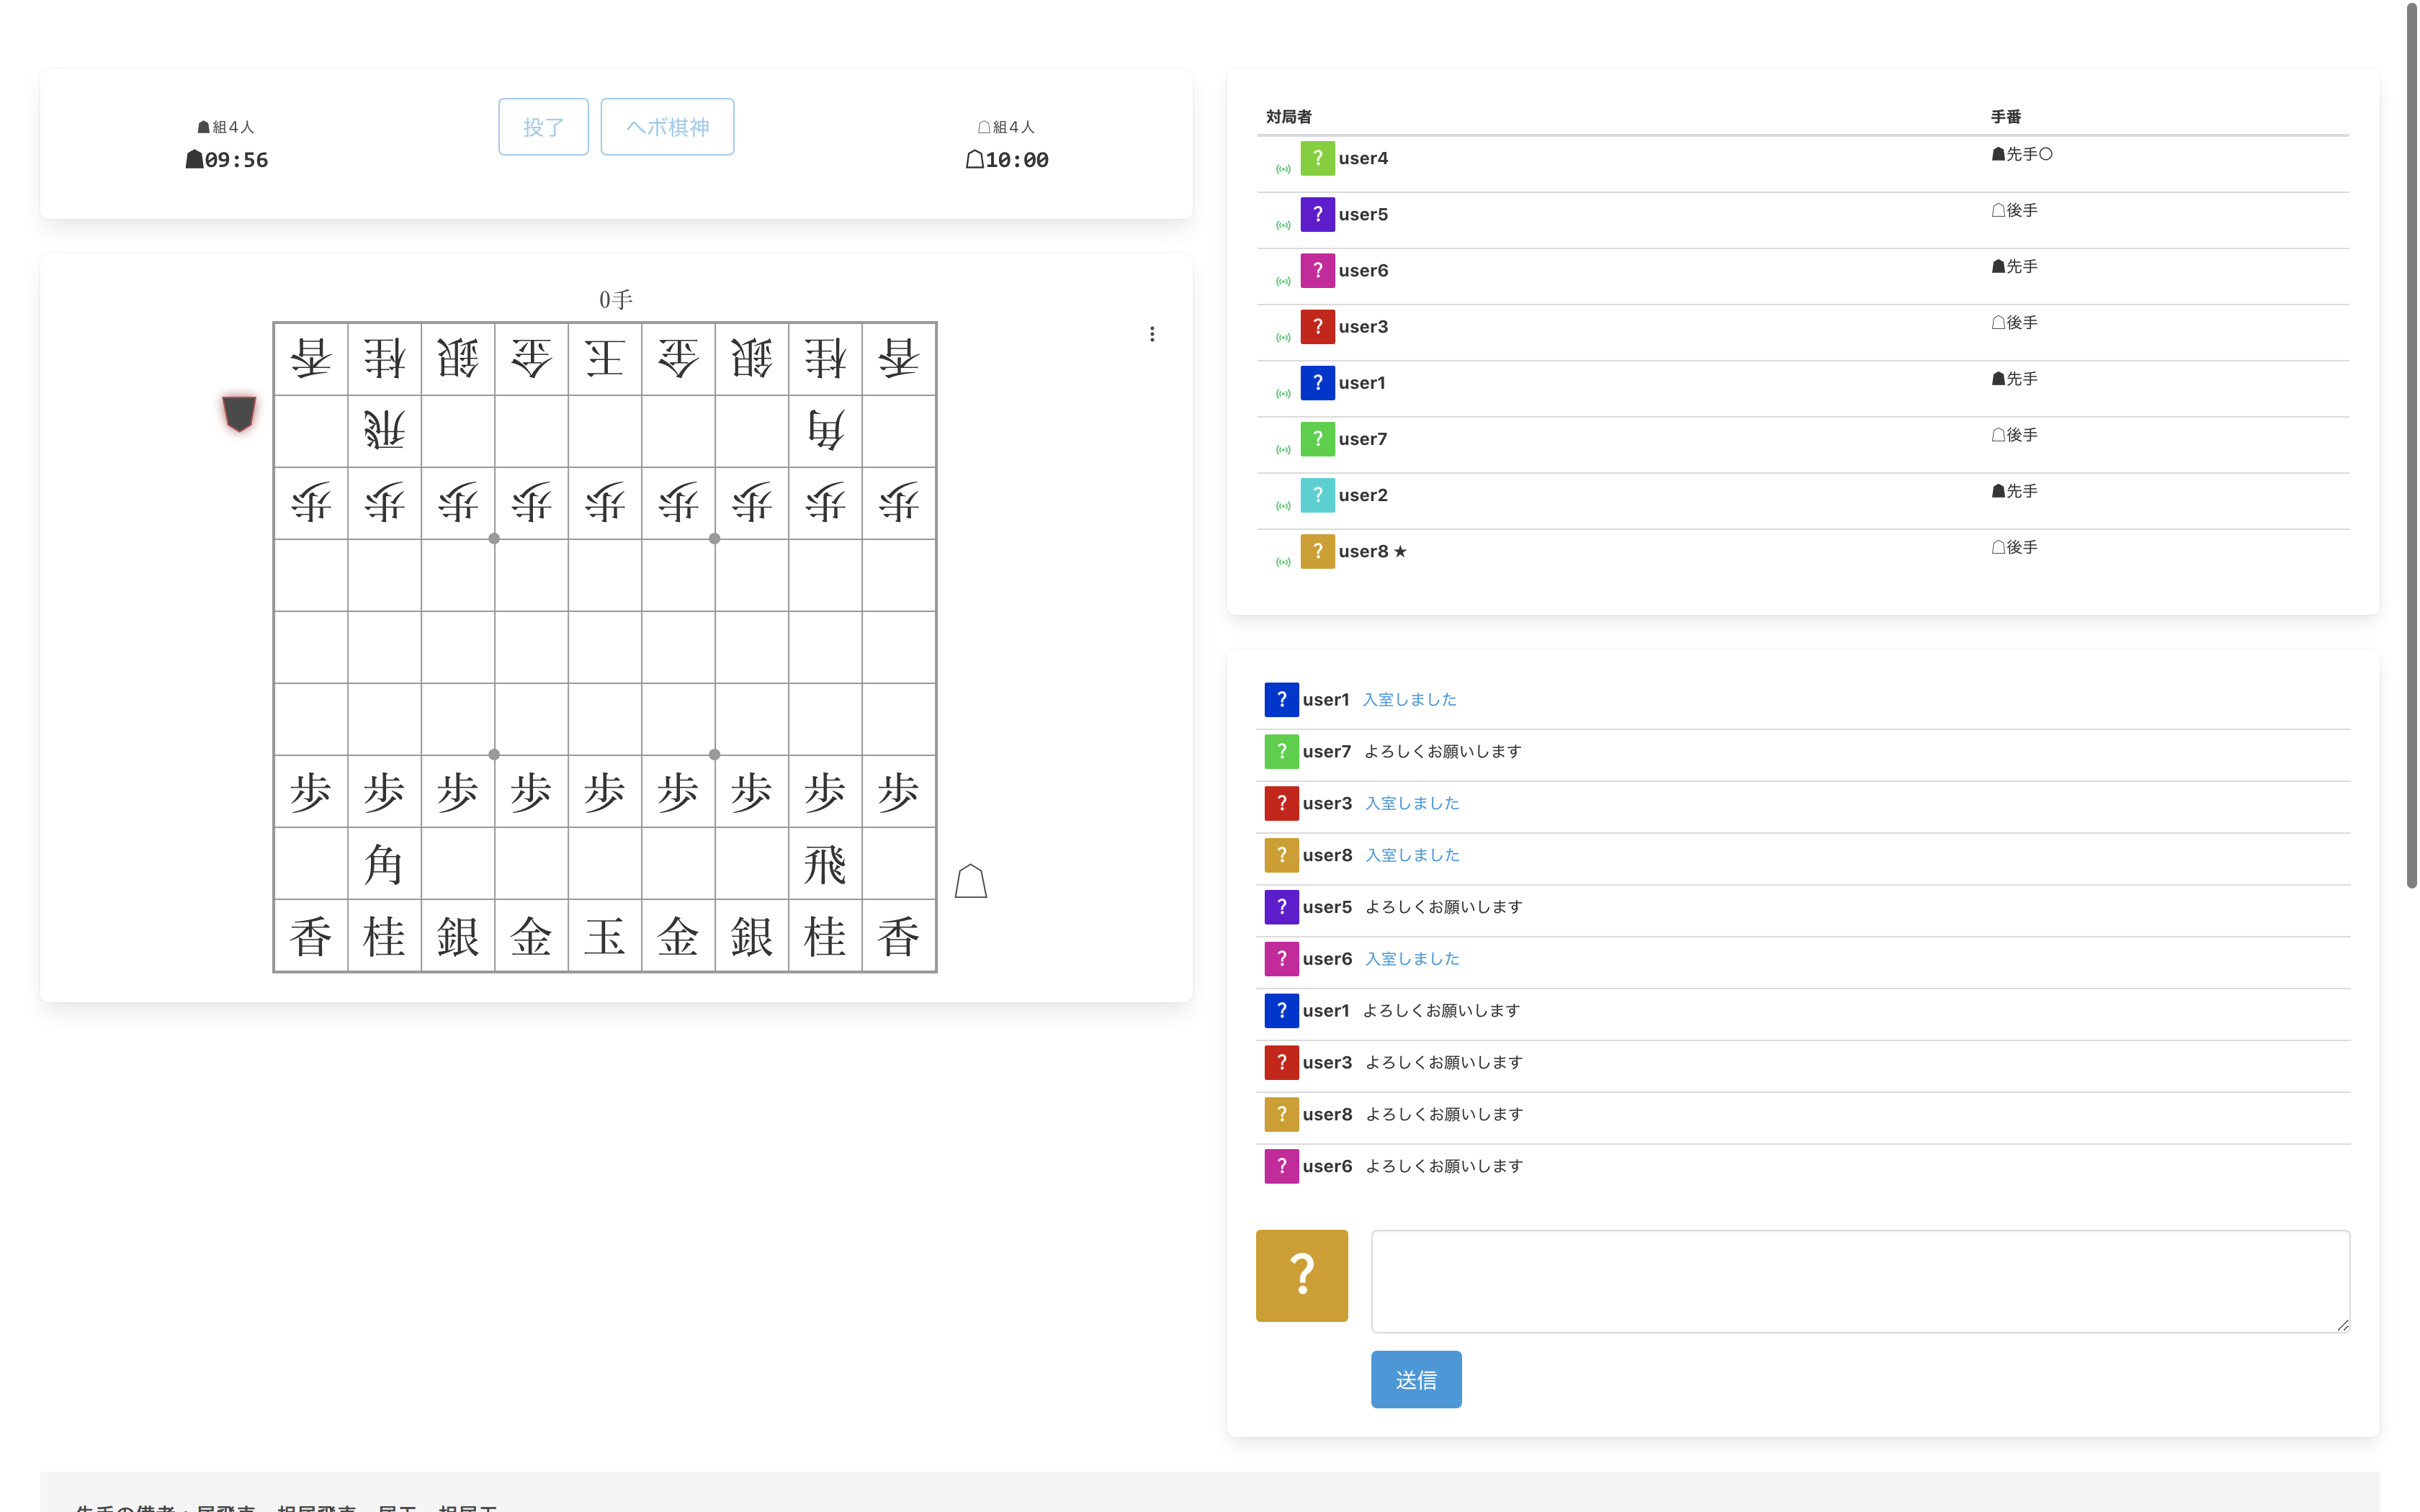 ☗組4人
☗09:56
投了
ヘボ棋神
☖組4人
☖10:00
0手
香桂銀金王金銀桂香
飛角
歩歩歩歩歩歩歩歩歩
歩歩歩歩歩歩歩歩歩
角飛
香桂銀金玉金銀桂香
対局者 手番
? user4 ☗先手○
? user5 ☖後手
? user6 ☗先手
? user3 ☖後手
? user1 ☗先手
? user7 ☖後手
? user2 ☗先手
? user8 ★ ☖後手
? user1 入室しました
? user7 よろしくお願いします
? user3 入室しました
? user8 入室しました
? user5 よろしくお願いします
? user6 入室しました
? user1 よろしくお願いします
? user3 よろしくお願いします
? user8 よろしくお願いします
? user6 よろしくお願いします
?
送信